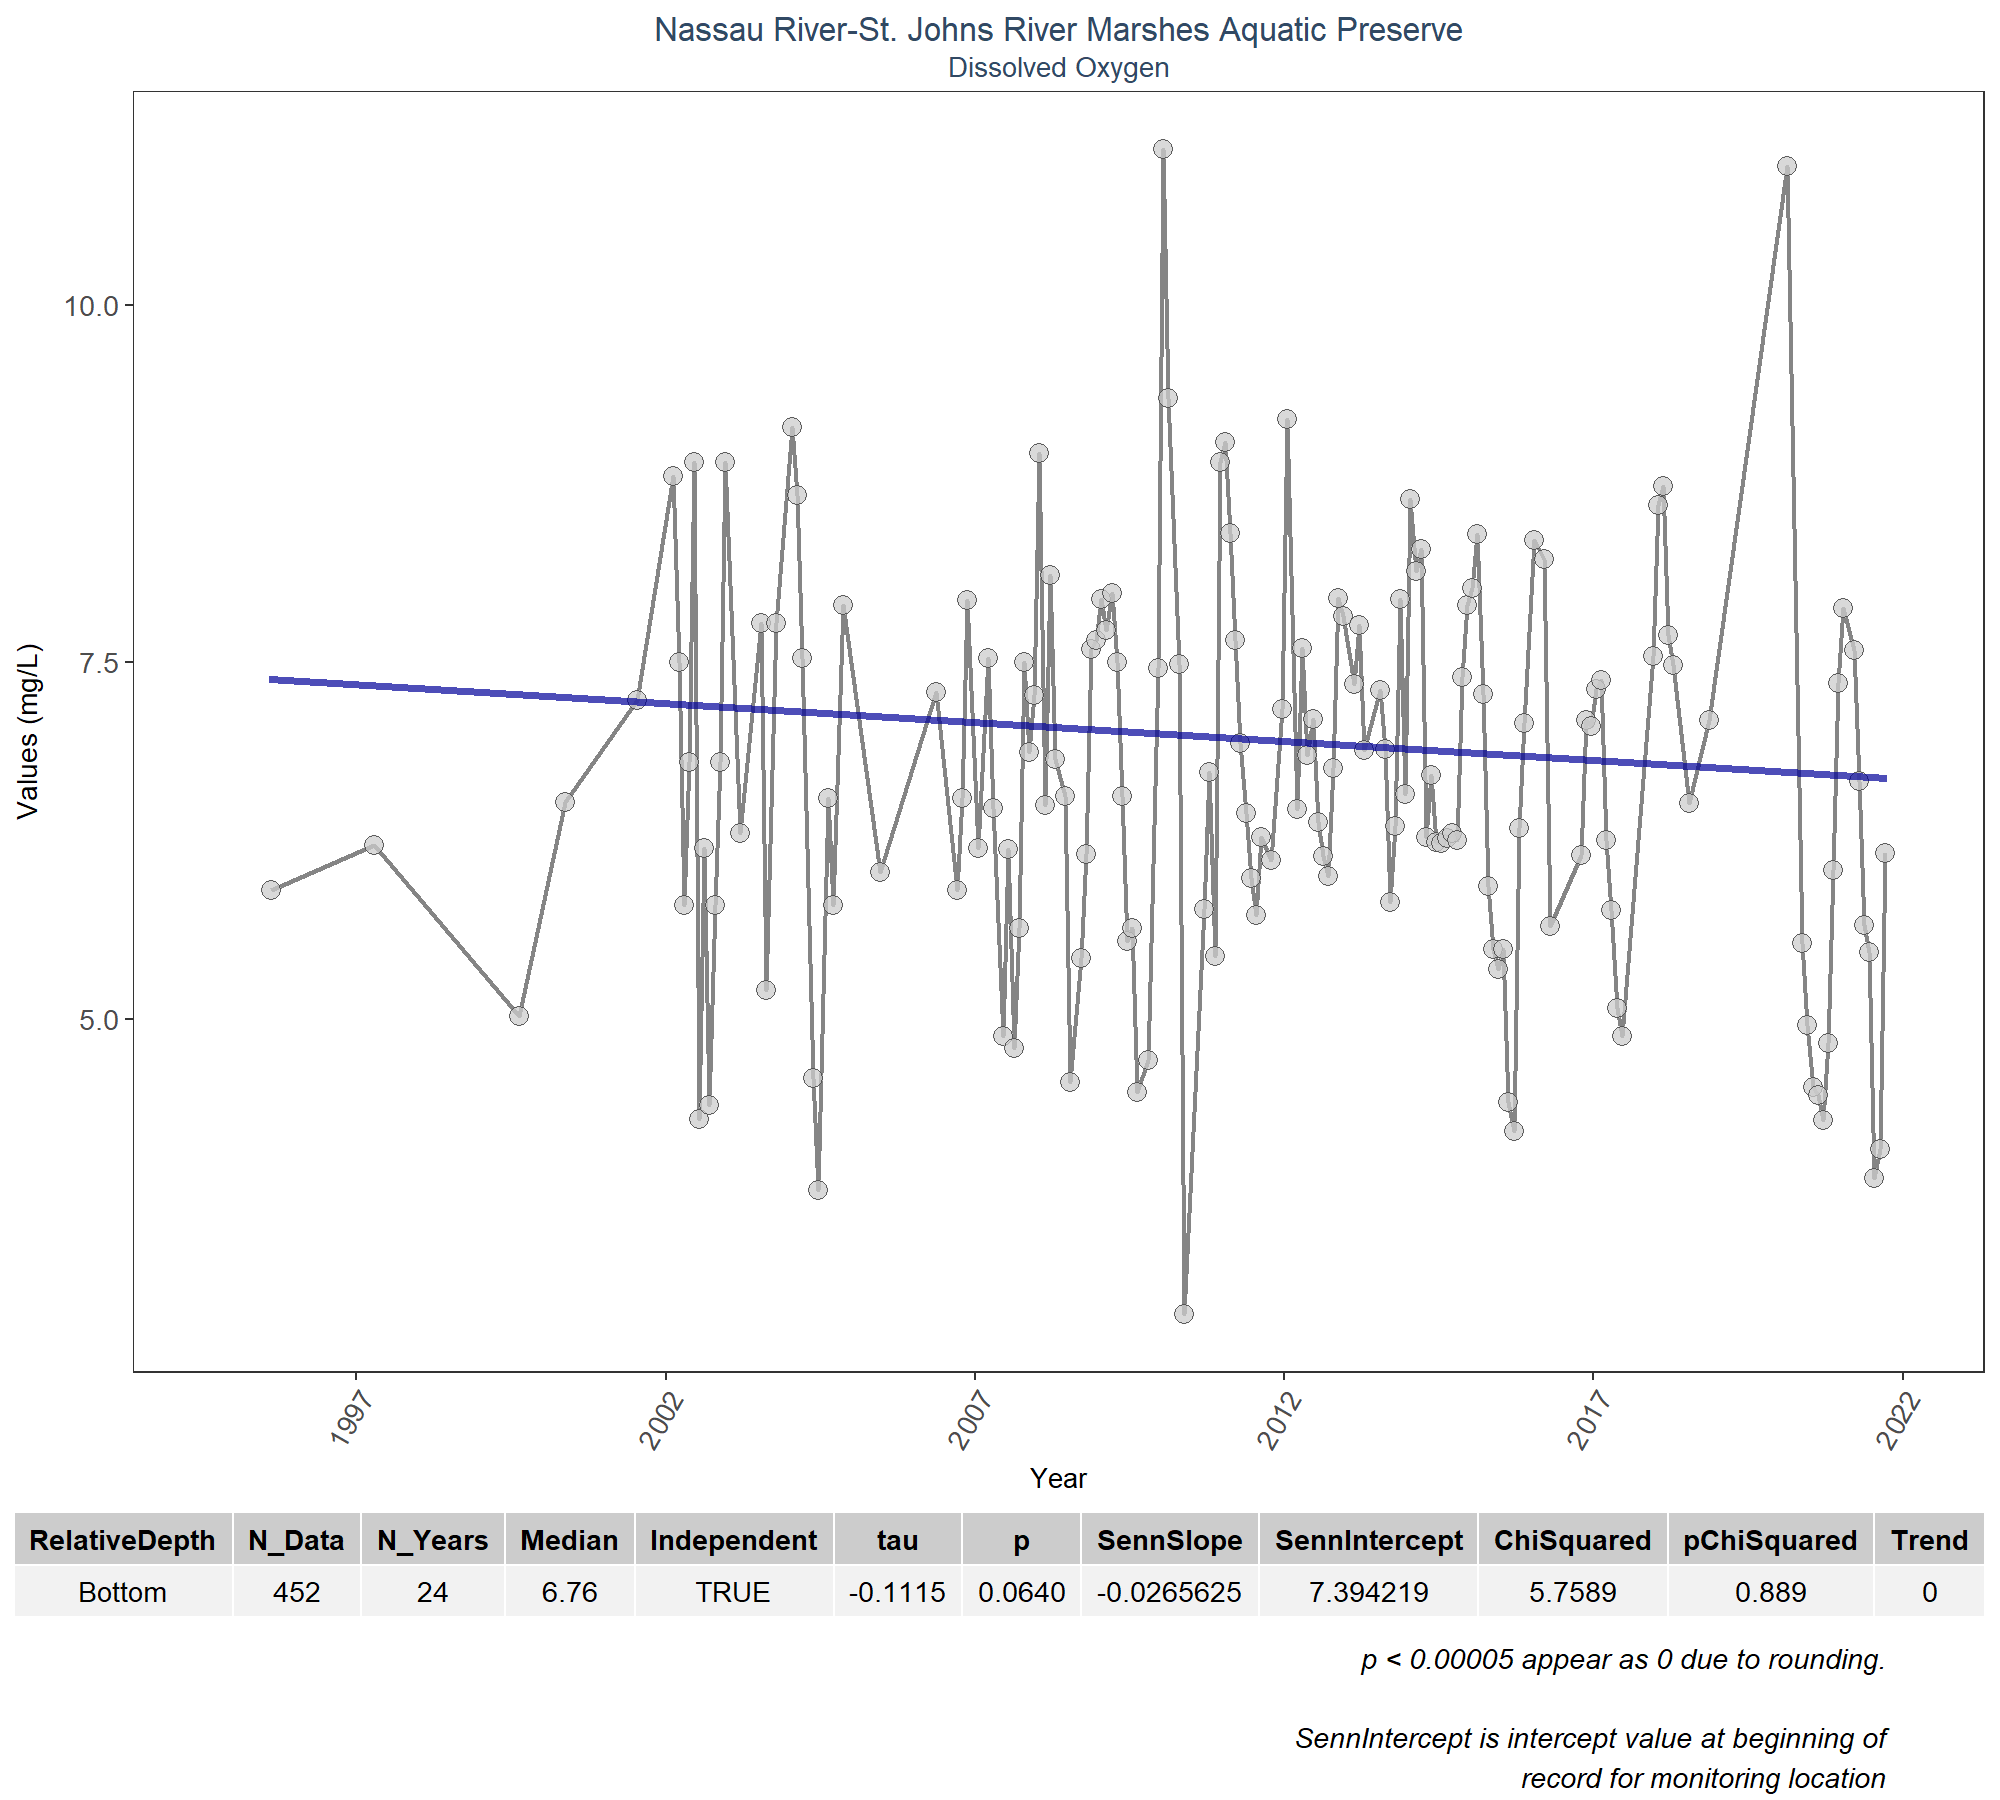 Nassau River-St. Johns River Marshes Aquatic Preserve
Dissolved Oxygen
Values (mg/L)
10.0
7.5
5.0
1997 2002 2007 2012 2017 2022
Year
RelativeDepth N_Data N_Years Median Independent tau p SennSlope SennIntercept ChiSquared pChiSquared Trend
Bottom 452 24 6.76 TRUE -0.1115 0.0640 -0.0265625 7.394219 5.7589 0.889 0
p < 0.00005 appear as 0 due to rounding.
SennIntercept is intercept value at beginning of
record for monitoring location